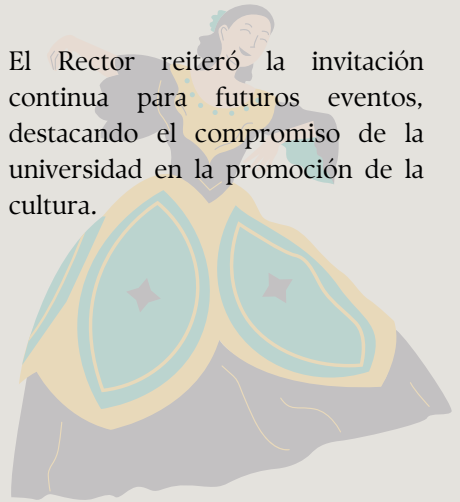 El Rector reiteró la invitación
continua para futuros eventos,
destacando el compromiso de la
universidad en la promoción de la
cultura.